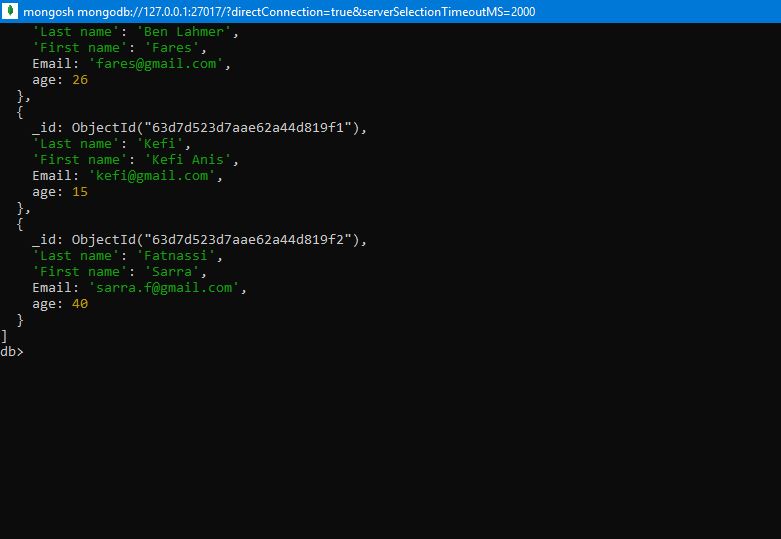 mongosh mongodb://127.0.0.1:27017/?directConnection=true&serverSelectionTimeoutMS=2000
'Last name': 'Ben Lahmer',
'First name': 'Fares',
Email: 'fares@gmail.com',
age: 26
},
{
_id: ObjectId("63d7d523d7aae62a44d819f1"),
'Last name': 'Kefi',
'First name': 'Kefi Anis',
Email: 'kefi@gmail.com',
age: 15
},
{
_id: ObjectId("63d7d523d7aae62a44d819f2"),
'Last name': 'Fatnassi',
'First name': 'Sarra',
Email: 'sarra.f@gmail.com',
age: 40
}
]
db>